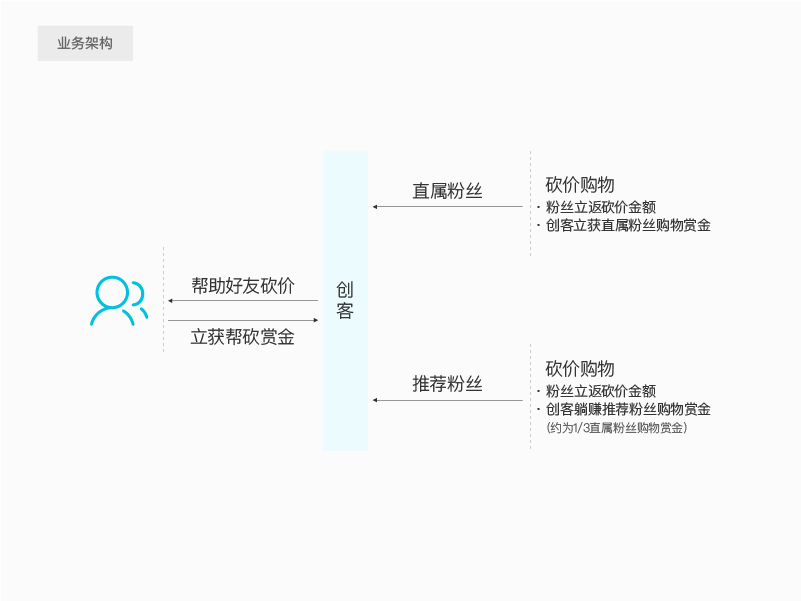 业务架构
直属粉丝
砍价购物
· 粉丝立返砍价金额
· 创客立获直属粉丝购物赏金
帮助好友砍价
立获帮砍赏金
创
客
推荐粉丝
砍价购物
· 粉丝立返砍价金额
· 创客躺赚推荐粉丝购物赏金
(约为1/3直属粉丝购物赏金)